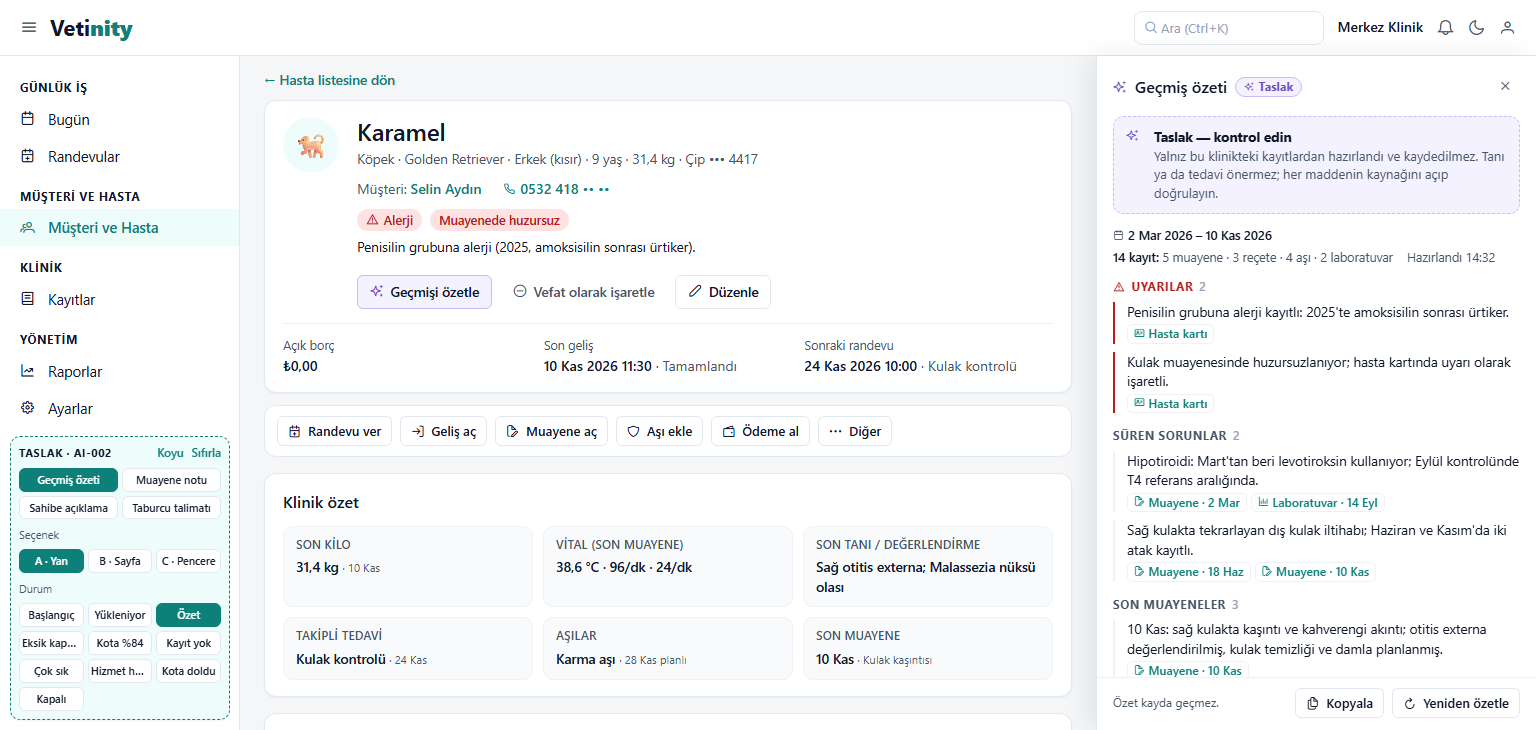 Vetinity
Ara (Ctrl+K)
Merkez Klinik
GÜNLÜK İŞ
Bugün
Randevular
MÜŞTERİ VE HASTA
Müşteri ve Hasta
KLİNİK
Kayıtlar
YÖNETİM
Raporlar
Ayarlar
TASLAK · AI-002 Koyu Sıfırla
Geçmiş özeti Muayene notu
Sahibe açıklama Taburcu talimatı
Seçenek
A · Yan B · Sayfa C · Pencere
Durum
Başlangıç Yükleniyor Özet
Eksik kap... Kota %84 Kayıt yok
Çok sık Hizmet h... Kota doldu
Kapalı
← Hasta listesine dön
Karamel
Köpek · Golden Retriever · Erkek (kısır) · 9 yaş · 31,4 kg · Çip ••• 4417
Müşteri: Selin Aydın 0532 418 •• ••
Alerji Muayenede huzursuz
Penisilin grubuna alerji (2025, amoksisilin sonrası ürtiker).
Geçmişi özetle Vefat olarak işaretle Düzenle
Açık borç
₺0,00
Son geliş
10 Kas 2026 11:30 · Tamamlandı
Sonraki randevu
24 Kas 2026 10:00 · Kulak kontrolü
Randevu ver Geliş aç Muayene aç Aşı ekle Ödeme al ··· Diğer
Klinik özet
SON KİLO
31,4 kg · 10 Kas
VİTAL (SON MUAYENE)
38,6 °C · 96/dk · 24/dk
SON TANI / DEĞERLENDİRME
Sağ otitis externa; Malassezia nüksü
olası
TAKİPLİ TEDAVİ
Kulak kontrolü · 24 Kas
AŞILAR
Karma aşı · 28 Kas planlı
SON MUAYENE
10 Kas · Kulak kaşıntısı
Geçmiş özeti Taslak
Taslak — kontrol edin
Yalnız bu klinikteki kayıtlardan hazırlandı ve kaydedilmez. Tanı
ya da tedavi önermez; her maddenin kaynağını açıp
doğrulayın.
2 Mar 2026 – 10 Kas 2026
14 kayıt: 5 muayene · 3 reçete · 4 aşı · 2 laboratuvar Hazırlandı 14:32
UYARILAR 2
Penisilin grubuna alerji kayıtlı: 2025'te amoksisilin sonrası ürtiker.
Hasta kartı
Kulak muayenesinde huzursuzlanıyor; hasta kartında uyarı olarak
işaretli.
Hasta kartı
SÜREN SORUNLAR 2
Hipotiroidi: Mart'tan beri levotiroksin kullanıyor; Eylül kontrolünde
T4 referans aralığında.
Muayene · 2 Mar Laboratuvar · 14 Eyl
Sağ kulakta tekrarlayan dış kulak iltihabı; Haziran ve Kasım'da iki
atak kayıtlı.
Muayene · 18 Haz Muayene · 10 Kas
SON MUAYENELER 3
10 Kas: sağ kulakta kaşıntı ve kahverengi akıntı; otitis externa
değerlendirilmiş, kulak temizliği ve damla planlanmış.
Muayene · 10 Kas
Özet kayda geçmez. Kopyala Yeniden özetle